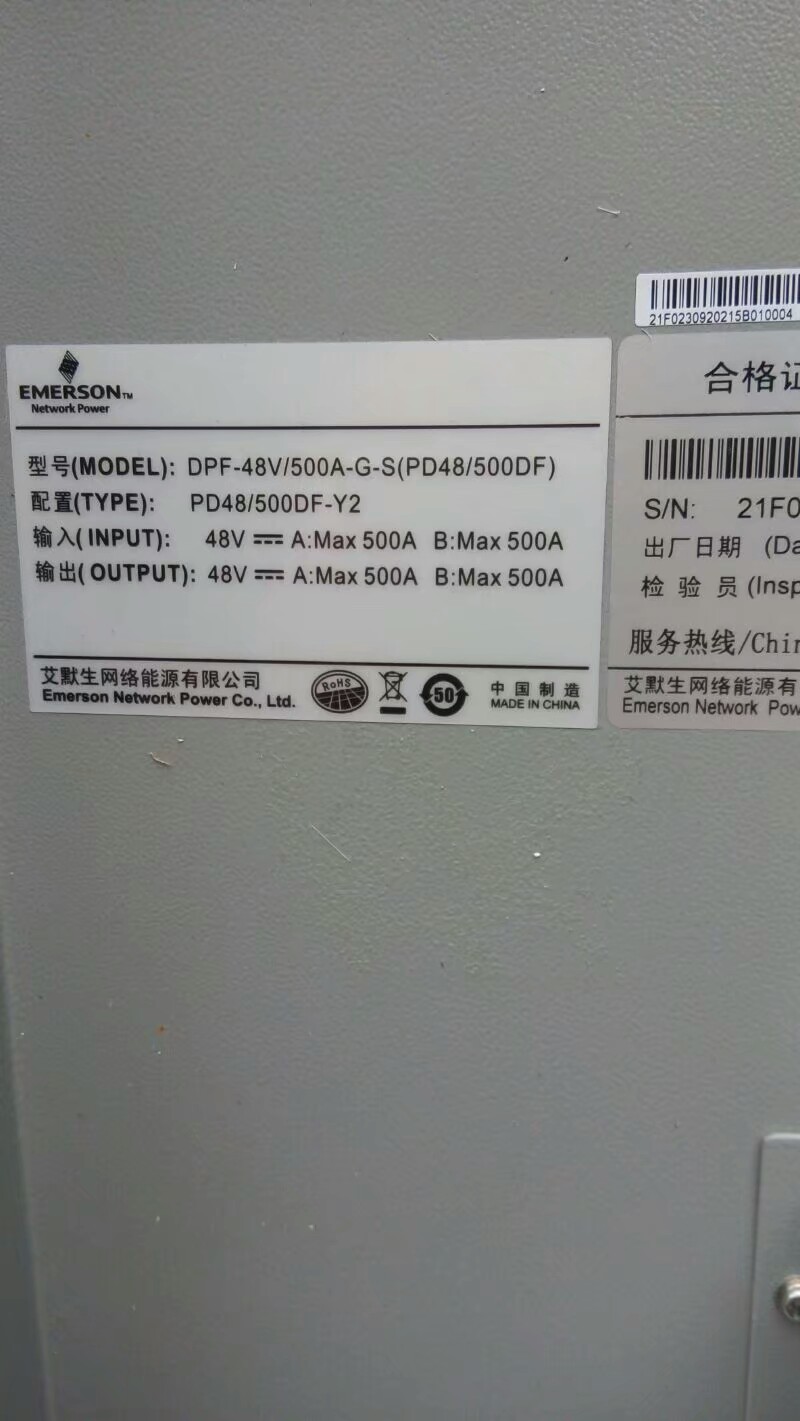 EMERSON™
Network Power
型号(MODEL): DPF-48V/500A-G-S(PD48/500DF)
配置(TYPE): PD48/500DF-Y2
输入(INPUT): 48V ⎓ A:Max 500A B:Max 500A
输出(OUTPUT): 48V ⎓ A:Max 500A B:Max 500A
艾默生网络能源有限公司
Emerson Network Power Co., Ltd.
RoHS
50
中国制造
MADE IN CHINA
21F0230920215B010004
合格证
S/N: 21F0
出厂日期 (Da
检验员 (Insp
服务热线/Chin
艾默生网络能源有
Emerson Network Pow